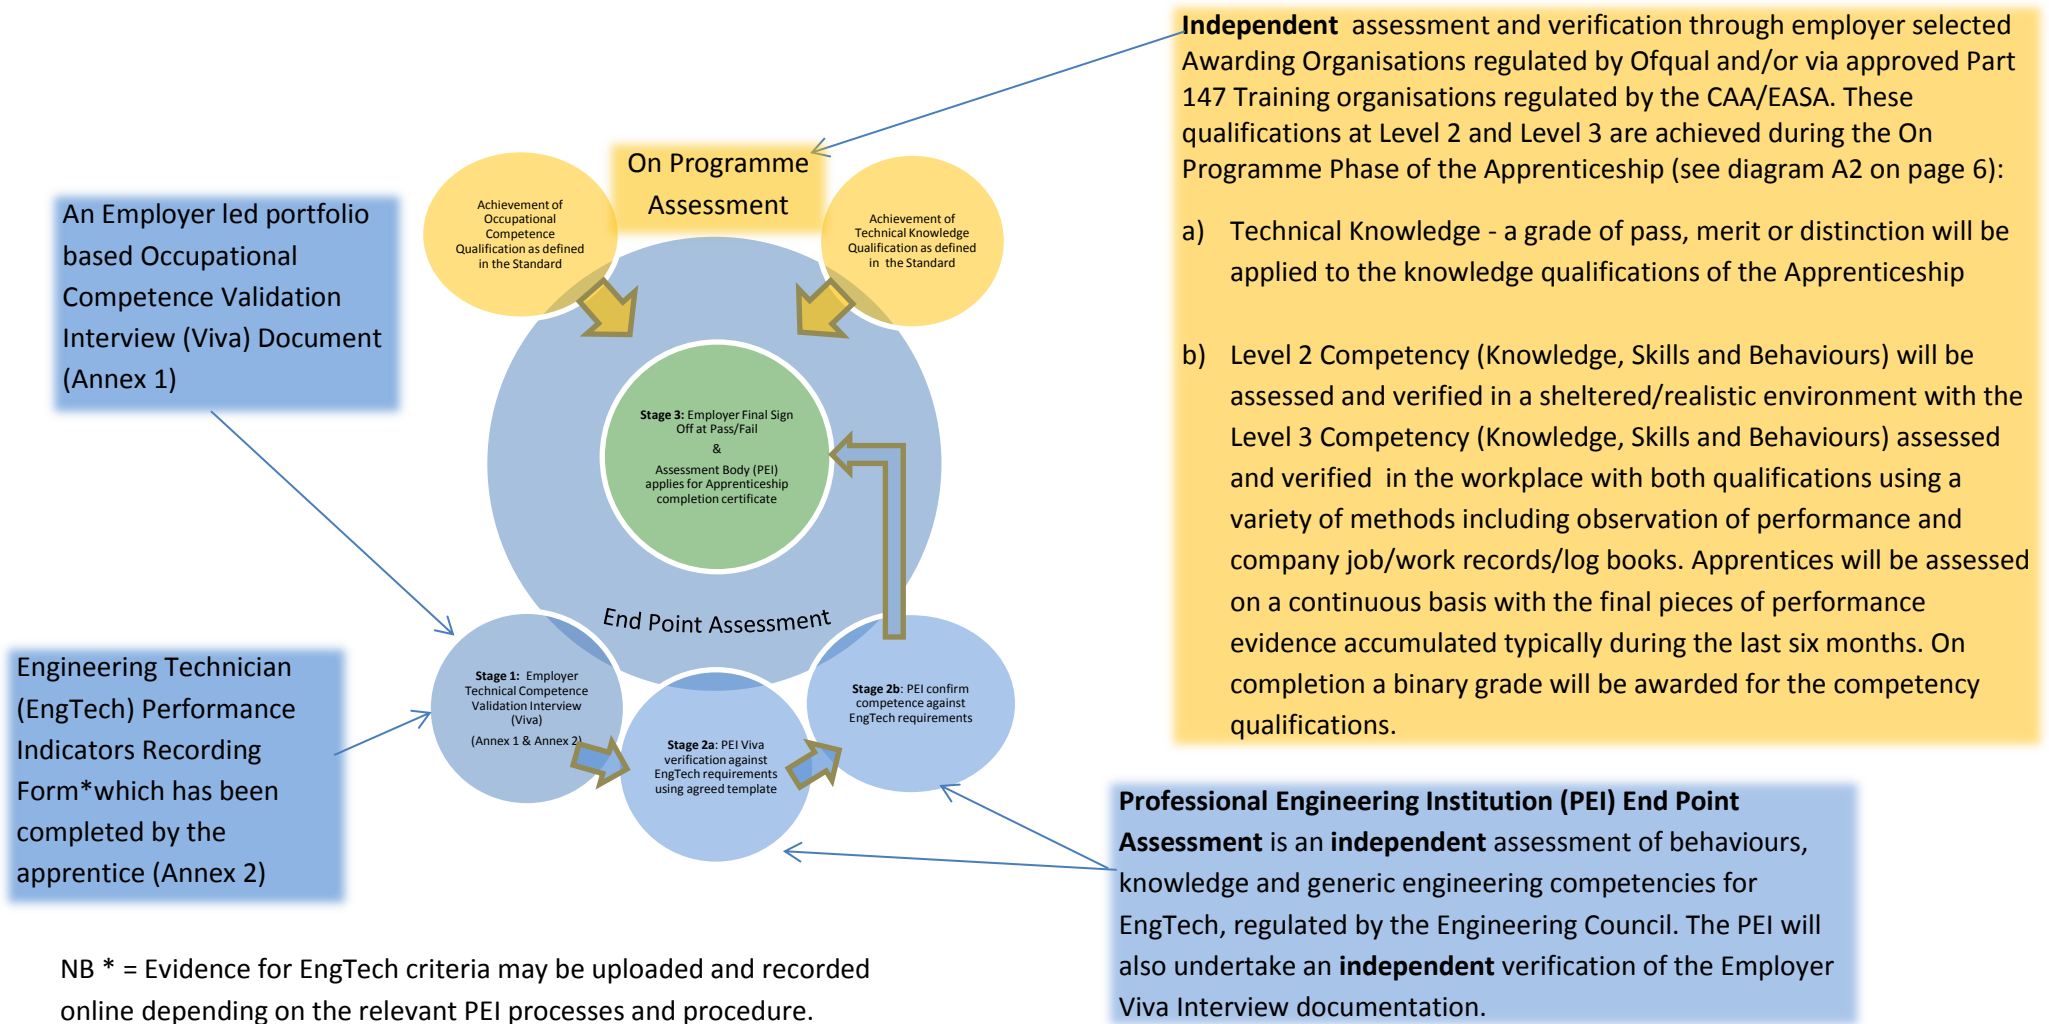 Independent  assessment and verification through employer selected
Awarding Organisations regulated by Ofqual and/or via approved Part
147 Training organisations regulated by the CAA/EASA. These
qualifications at Level 2 and Level 3 are achieved during the On
Programme Phase of the Apprenticeship (see diagram A2 on page 6):
a) Technical Knowledge - a grade of pass, merit or distinction will be
applied to the knowledge qualifications of the Apprenticeship
b) Level 2 Competency (Knowledge, Skills and Behaviours) will be
assessed and verified in a sheltered/realistic environment with the
Level 3 Competency (Knowledge, Skills and Behaviours) assessed
and verified  in the workplace with both qualifications using a
variety of methods including observation of performance and
company job/work records/log books. Apprentices will be assessed
on a continuous basis with the final pieces of performance
evidence accumulated typically during the last six months. On
completion a binary grade will be awarded for the competency
qualifications.
On Programme
Assessment
Achievement of
Occupational
Competence
Qualification as defined
in the Standard
Achievement of
Technical Knowledge
Qualification as defined
in  the Standard
An Employer led portfolio
based Occupational
Competence Validation
Interview (Viva) Document
(Annex 1)
Stage 3: Employer Final Sign
Off at Pass/Fail
&
Assessment Body (PEI)
applies for Apprenticeship
completion certificate
End Point Assessment
Engineering Technician
(EngTech) Performance
Indicators Recording
Form*which has been
completed by the
apprentice (Annex 2)
Stage 1:  Employer
Technical Competence
Validation Interview
(Viva)
(Annex 1 & Annex 2)
Stage 2a: PEI Viva
verification against
EngTech requirements
using agreed template
Stage 2b: PEI confirm
competence against
EngTech requirements
Professional Engineering Institution (PEI) End Point
Assessment is an independent assessment of behaviours,
knowledge and generic engineering competencies for
EngTech, regulated by the Engineering Council. The PEI will
also undertake an independent verification of the Employer
Viva Interview documentation.
NB * = Evidence for EngTech criteria may be uploaded and recorded
online depending on the relevant PEI processes and procedure.